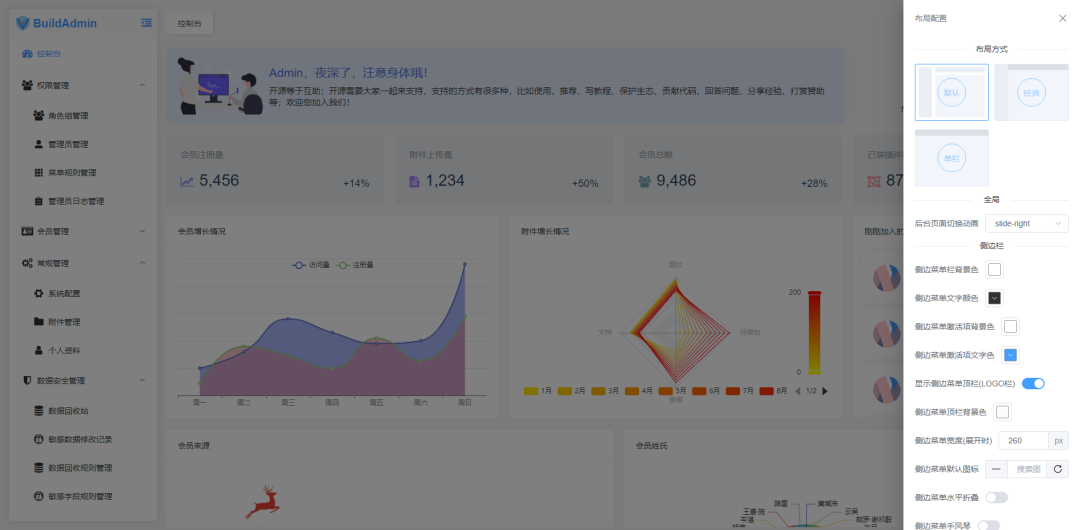 BuildAdmin
控制台
权限管理
角色组管理
管理员管理
菜单规则管理
管理员日志管理
会员管理
常规管理
系统配置
附件管理
个人资料
数据安全管理
数据回收站
敏感数据修改记录
数据回收规则管理
敏感字段规则管理
控制台
Admin，夜深了，注意身体哦！
开源等于互助；开源需要大家一起来支持，支持的方式有很多种，比如使用、推荐、写教程、保护生态、贡献代码、回答问题、分享经验、打赏赞助
等；欢迎您加入我们！
会员注册量
5,456
+14%
附件上传量
1,234
+50%
会员总数
9,486
+28%
已装插件
87
会员增长情况
访问量
注册量
周一
周二
周三
周四
周五
周六
周日
附件增长情况
图片
文档
压缩档
200
0
1月
2月
3月
4月
5月
6月
7月
8月
1/2
刚刚加入的
会员来源
会员姓氏
陆雷
黄臧朱
云吴
布局配置
布局方式
默认
经典
单栏
全局
后台页面切换动画
slide-right
侧边栏
侧边菜单栏背景色
侧边菜单文字颜色
侧边菜单激活项背景色
侧边菜单激活项文字色
显示侧边菜单顶栏(LOGO栏)
侧边菜单顶栏背景色
侧边菜单宽度(展开时)
260
px
侧边菜单默认图标
搜索图
侧边菜单水平折叠
侧边菜单手风琴